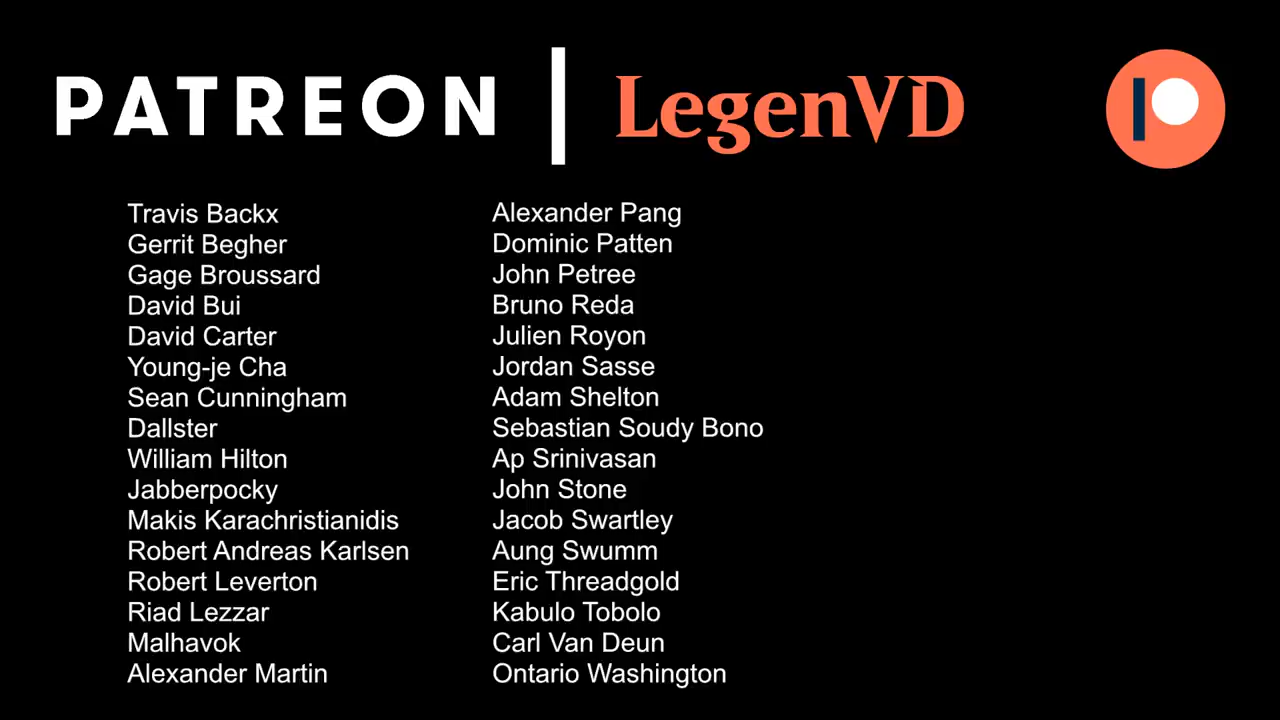 PATREON | LegenVD
Travis Backx
Gerrit Begher
Gage Broussard
David Bui
David Carter
Young-je Cha
Sean Cunningham
Dallster
William Hilton
Jabberpocky
Makis Karachristianidis
Robert Andreas Karlsen
Robert Leverton
Riad Lezzar
Malhavok
Alexander Martin
Alexander Pang
Dominic Patten
John Petree
Bruno Reda
Julien Royon
Jordan Sasse
Adam Shelton
Sebastian Soudy Bono
Ap Srinivasan
John Stone
Jacob Swartley
Aung Swumm
Eric Threadgold
Kabulo Tobolo
Carl Van Deun
Ontario Washington